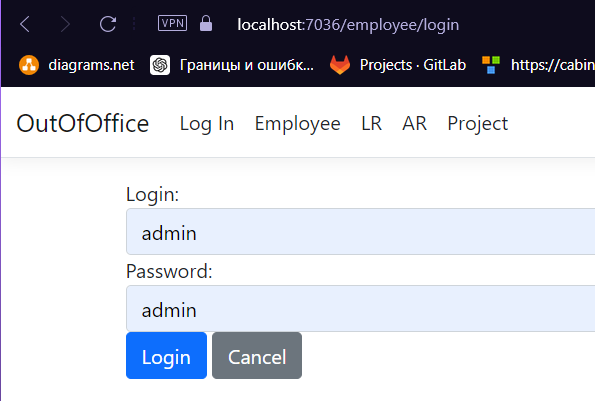 VPN localhost:7036/employee/login
diagrams.net Границы и ошибк... Projects · GitLab https://cabin
OutOfOffice Log In Employee LR AR Project
Login:
admin
Password:
admin
Login Cancel